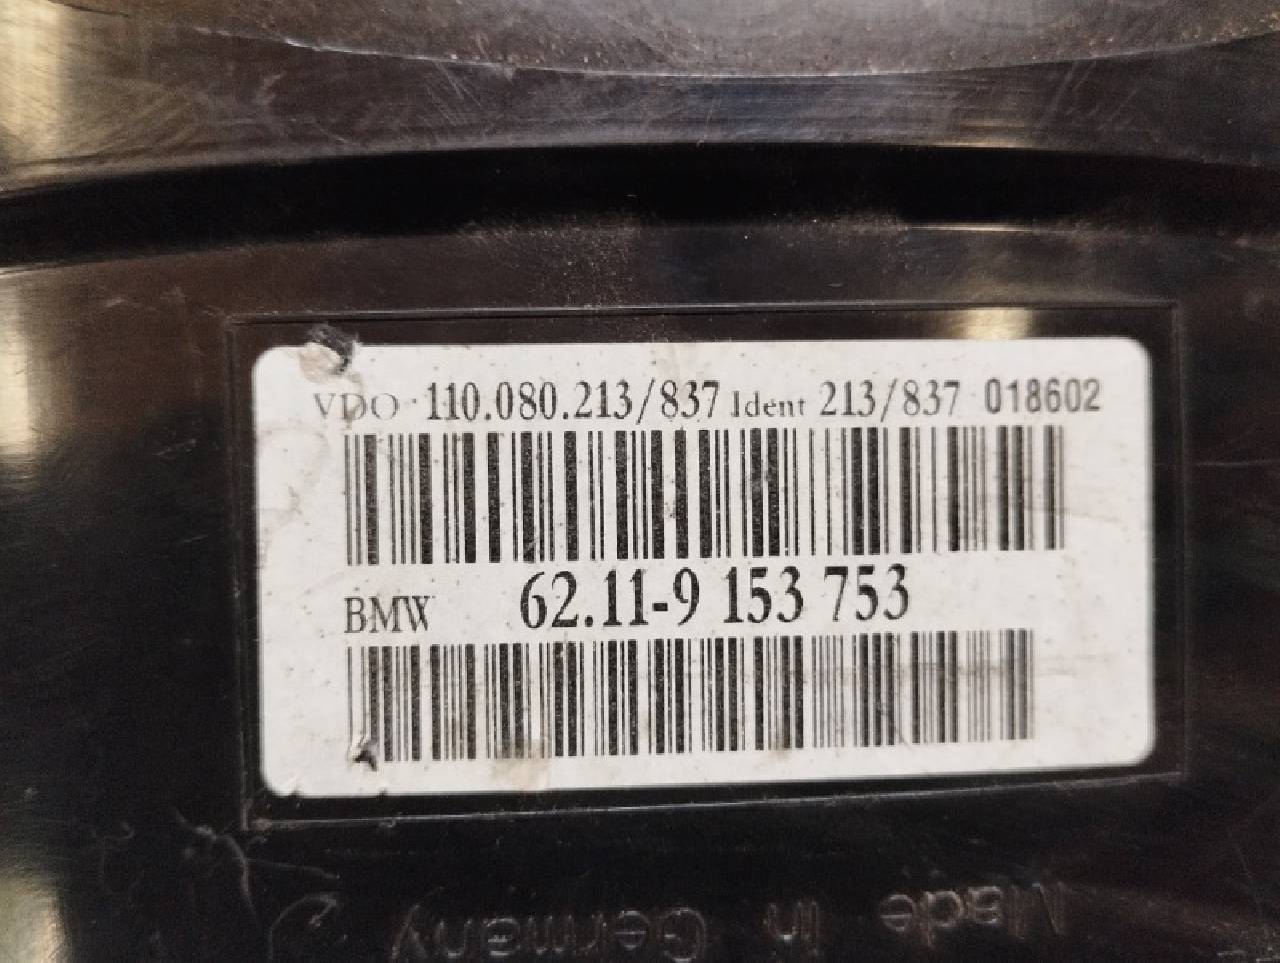 VDO 110.080.213/837 Ident 213/837 018602
BMW 62.11-9 153 753
Made in Germany